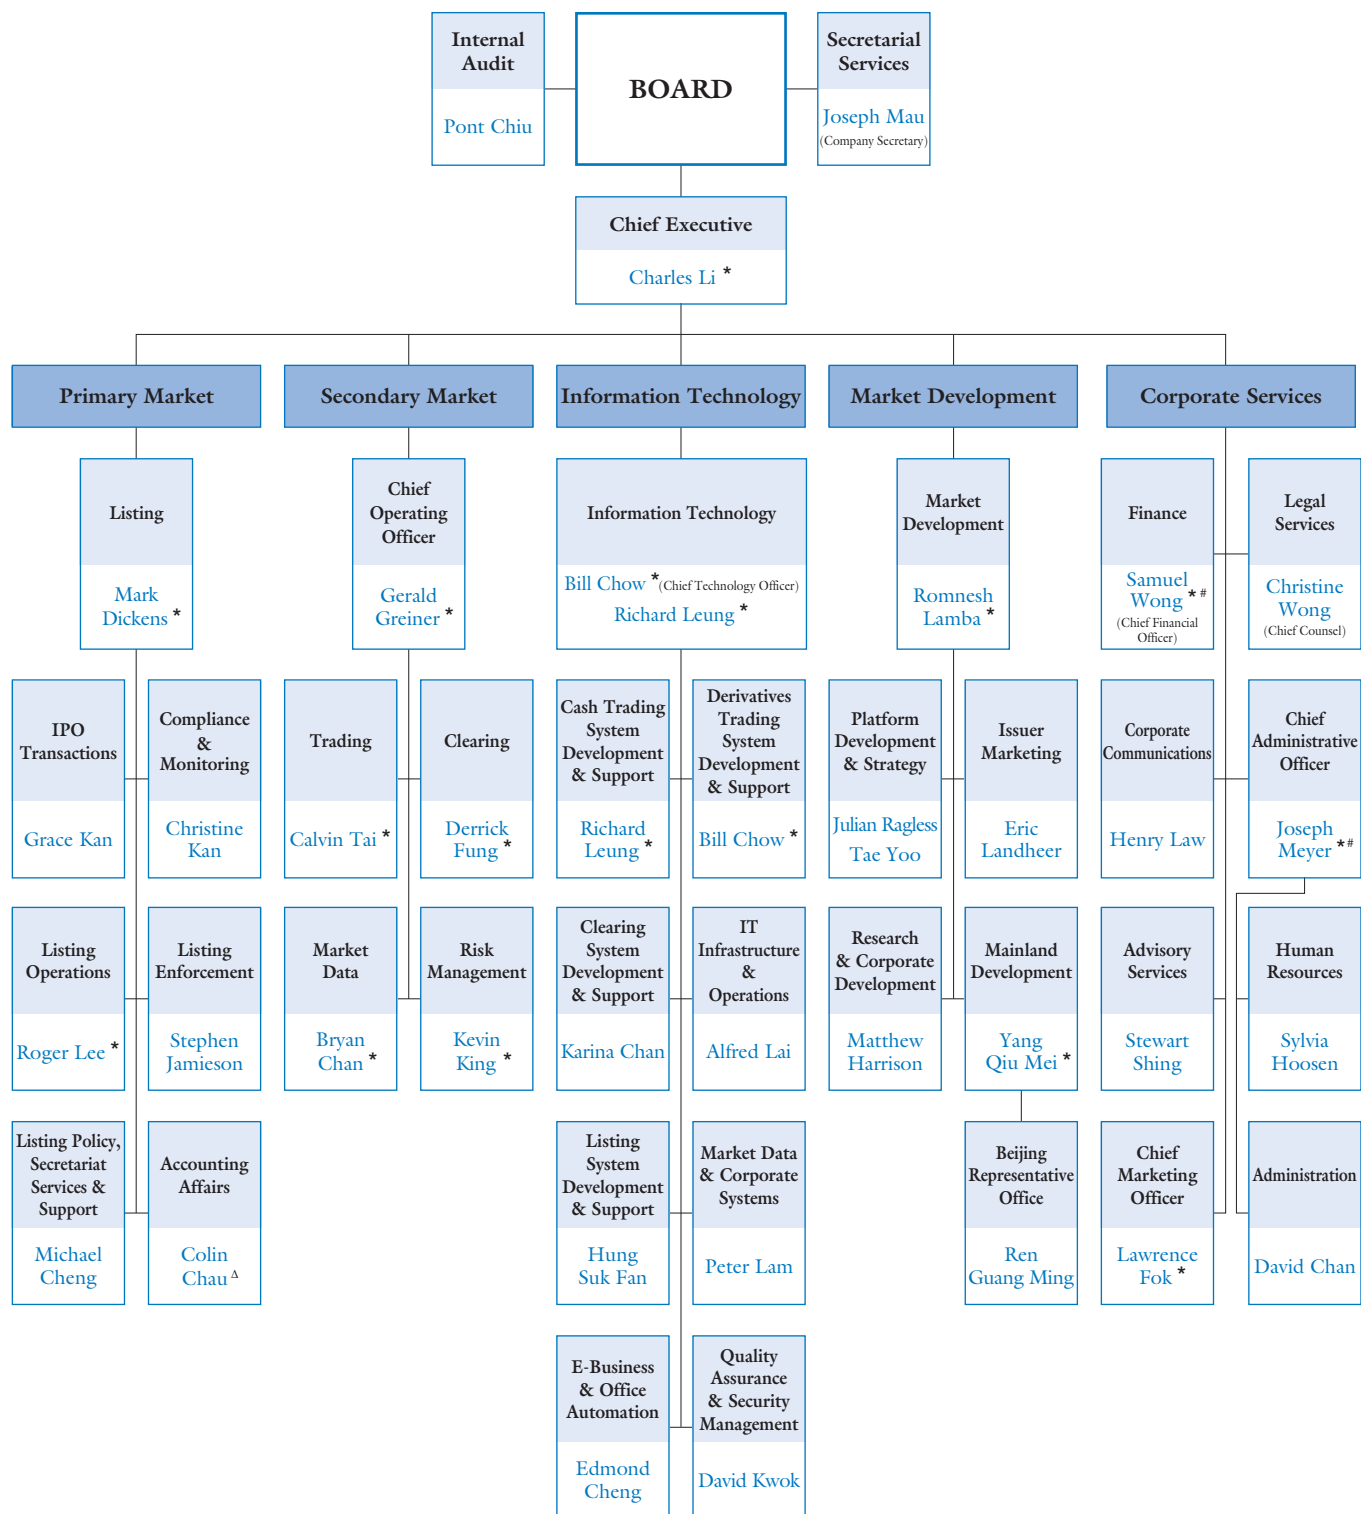 Internal
Audit
Pont Chiu
BOARD
Secretarial
Services
Joseph Mau
(Company Secretary)
Chief Executive
Charles Li *
Primary Market
Secondary Market
Information Technology
Market Development
Corporate Services
Listing
Mark
Dickens *
Chief
Operating
Officer
Gerald
Greiner *
Information Technology
Bill Chow * (Chief Technology Officer)
Richard Leung *
Market
Development
Romnesh
Lamba *
Finance
Samuel
Wong * #
(Chief Financial
Officer)
Legal
Services
Christine
Wong
(Chief Counsel)
IPO
Transactions
Grace Kan
Compliance
&
Monitoring
Christine
Kan
Trading
Calvin Tai *
Clearing
Derrick
Fung *
Cash Trading
System
Development
& Support
Richard
Leung *
Derivatives
Trading
System
Development
& Support
Bill Chow *
Platform
Development
& Strategy
Julian Ragless
Tae Yoo
Issuer
Marketing
Eric
Landheer
Corporate
Communications
Henry Law
Chief
Administrative
Officer
Joseph
Meyer * #
Listing
Operations
Roger Lee *
Listing
Enforcement
Stephen
Jamieson
Market
Data
Bryan
Chan *
Risk
Management
Kevin
King *
Clearing
System
Development
& Support
Karina Chan
IT
Infrastructure
&
Operations
Alfred Lai
Research
& Corporate
Development
Matthew
Harrison
Mainland
Development
Yang
Qiu Mei *
Advisory
Services
Stewart
Shing
Human
Resources
Sylvia
Hoosen
Listing Policy,
Secretariat
Services &
Support
Michael
Cheng
Accounting
Affairs
Colin
Chau Δ
Listing
System
Development
& Support
Hung
Suk Fan
Market Data
& Corporate
Systems
Peter Lam
Beijing
Representative
Office
Ren
Guang Ming
Chief
Marketing
Officer
Lawrence
Fok *
Administration
David Chan
E-Business
& Office
Automation
Edmond
Cheng
Quality
Assurance
& Security
Management
David Kwok